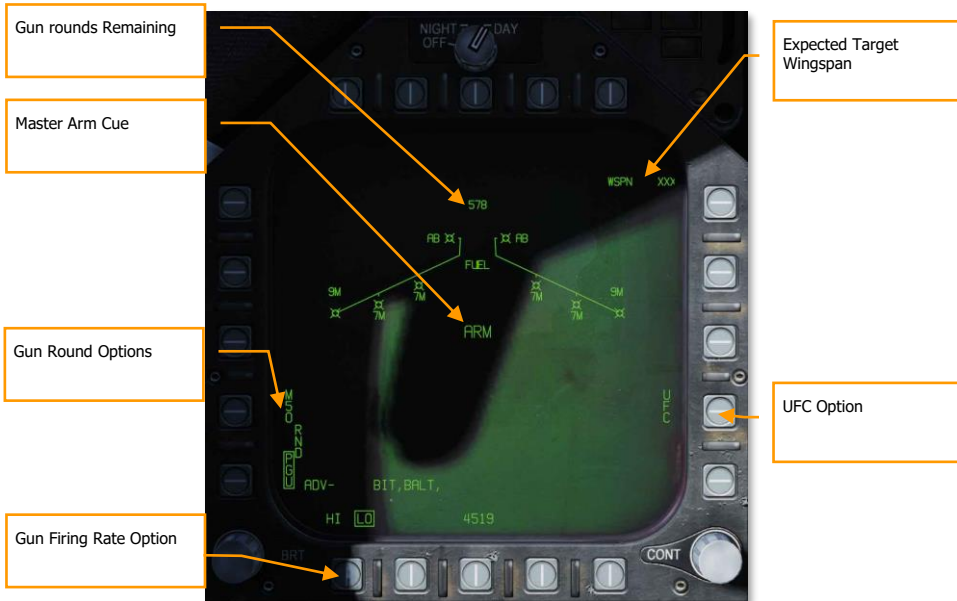 Gun rounds Remaining
Expected Target
Wingspan
Master Arm Cue
Gun Round Options
UFC Option
Gun Firing Rate Option
NIGHT DAY
OFF
WSPN XXX
578
AB AB
FUEL
9M 9M
7M 7M
7M 7M
ARM
M50
RND
PGU
UFC
ADV- BIT,BALT,
HI LO 4519
BRT
CONT